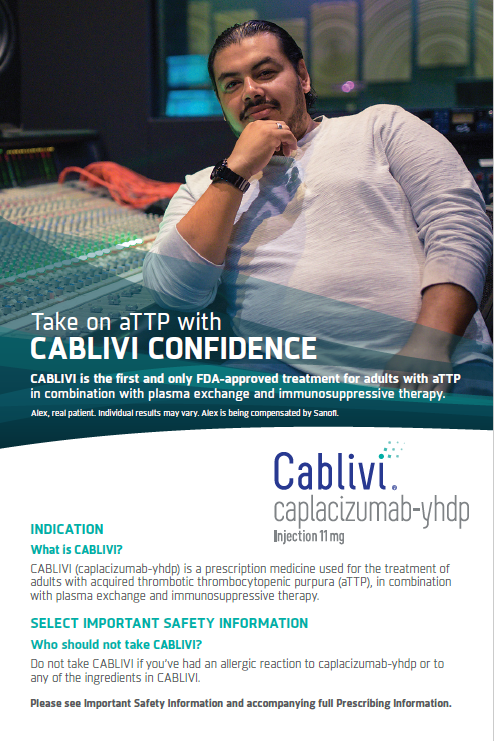 Take on aTTP with
CABLIVI CONFIDENCE
CABLIVI is the first and only FDA-approved treatment for adults with aTTP
in combination with plasma exchange and immunosuppressive therapy.
Alex, real patient. Individual results may vary. Alex is being compensated by Sanofi.
Cablivi®
caplacizumab-yhdp
Injection 11 mg
INDICATION
What is CABLIVI?
CABLIVI (caplacizumab-yhdp) is a prescription medicine used for the treatment of
adults with acquired thrombotic thrombocytopenic purpura (aTTP), in combination
with plasma exchange and immunosuppressive therapy.
SELECT IMPORTANT SAFETY INFORMATION
Who should not take CABLIVI?
Do not take CABLIVI if you've had an allergic reaction to caplacizumab-yhdp or to
any of the ingredients in CABLIVI.
Please see Important Safety Information and accompanying full Prescribing Information.